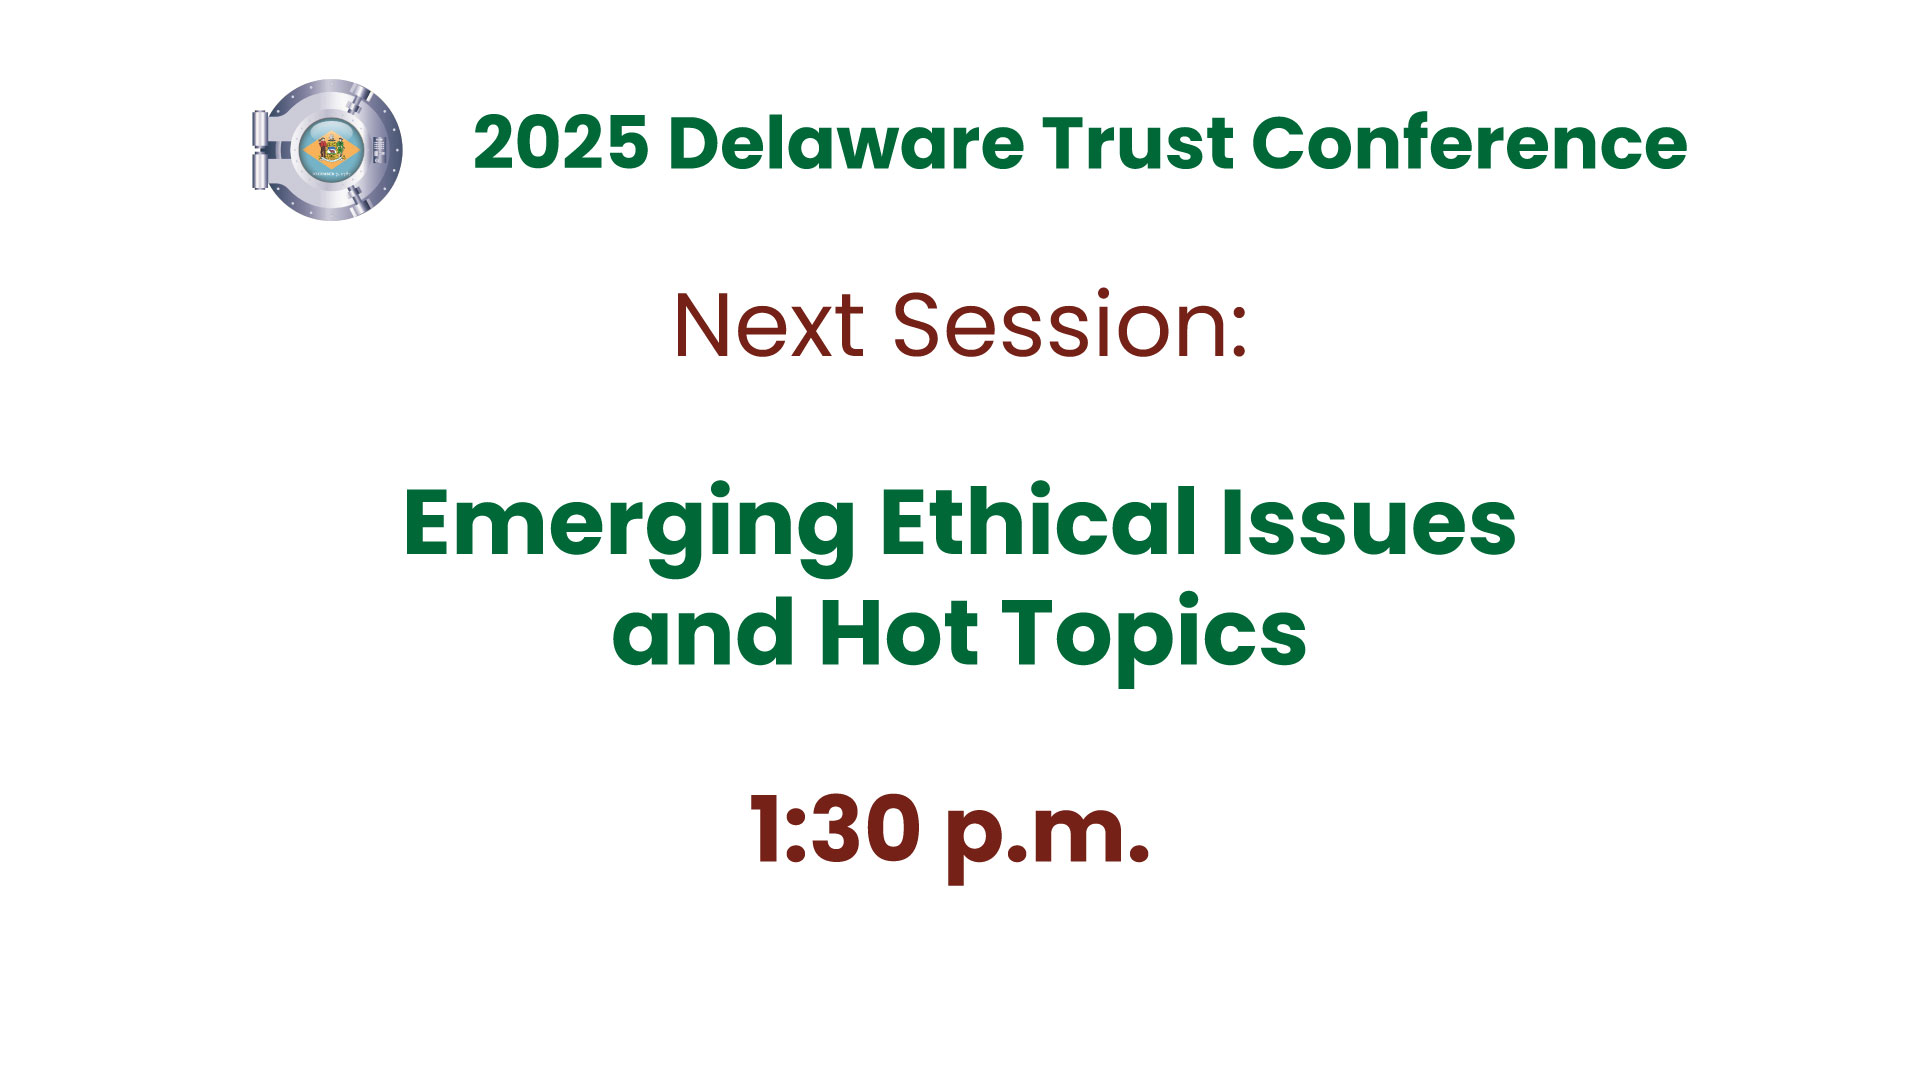 2025 Delaware Trust Conference
Next Session:
Emerging Ethical Issues
and Hot Topics
1:30 p.m.